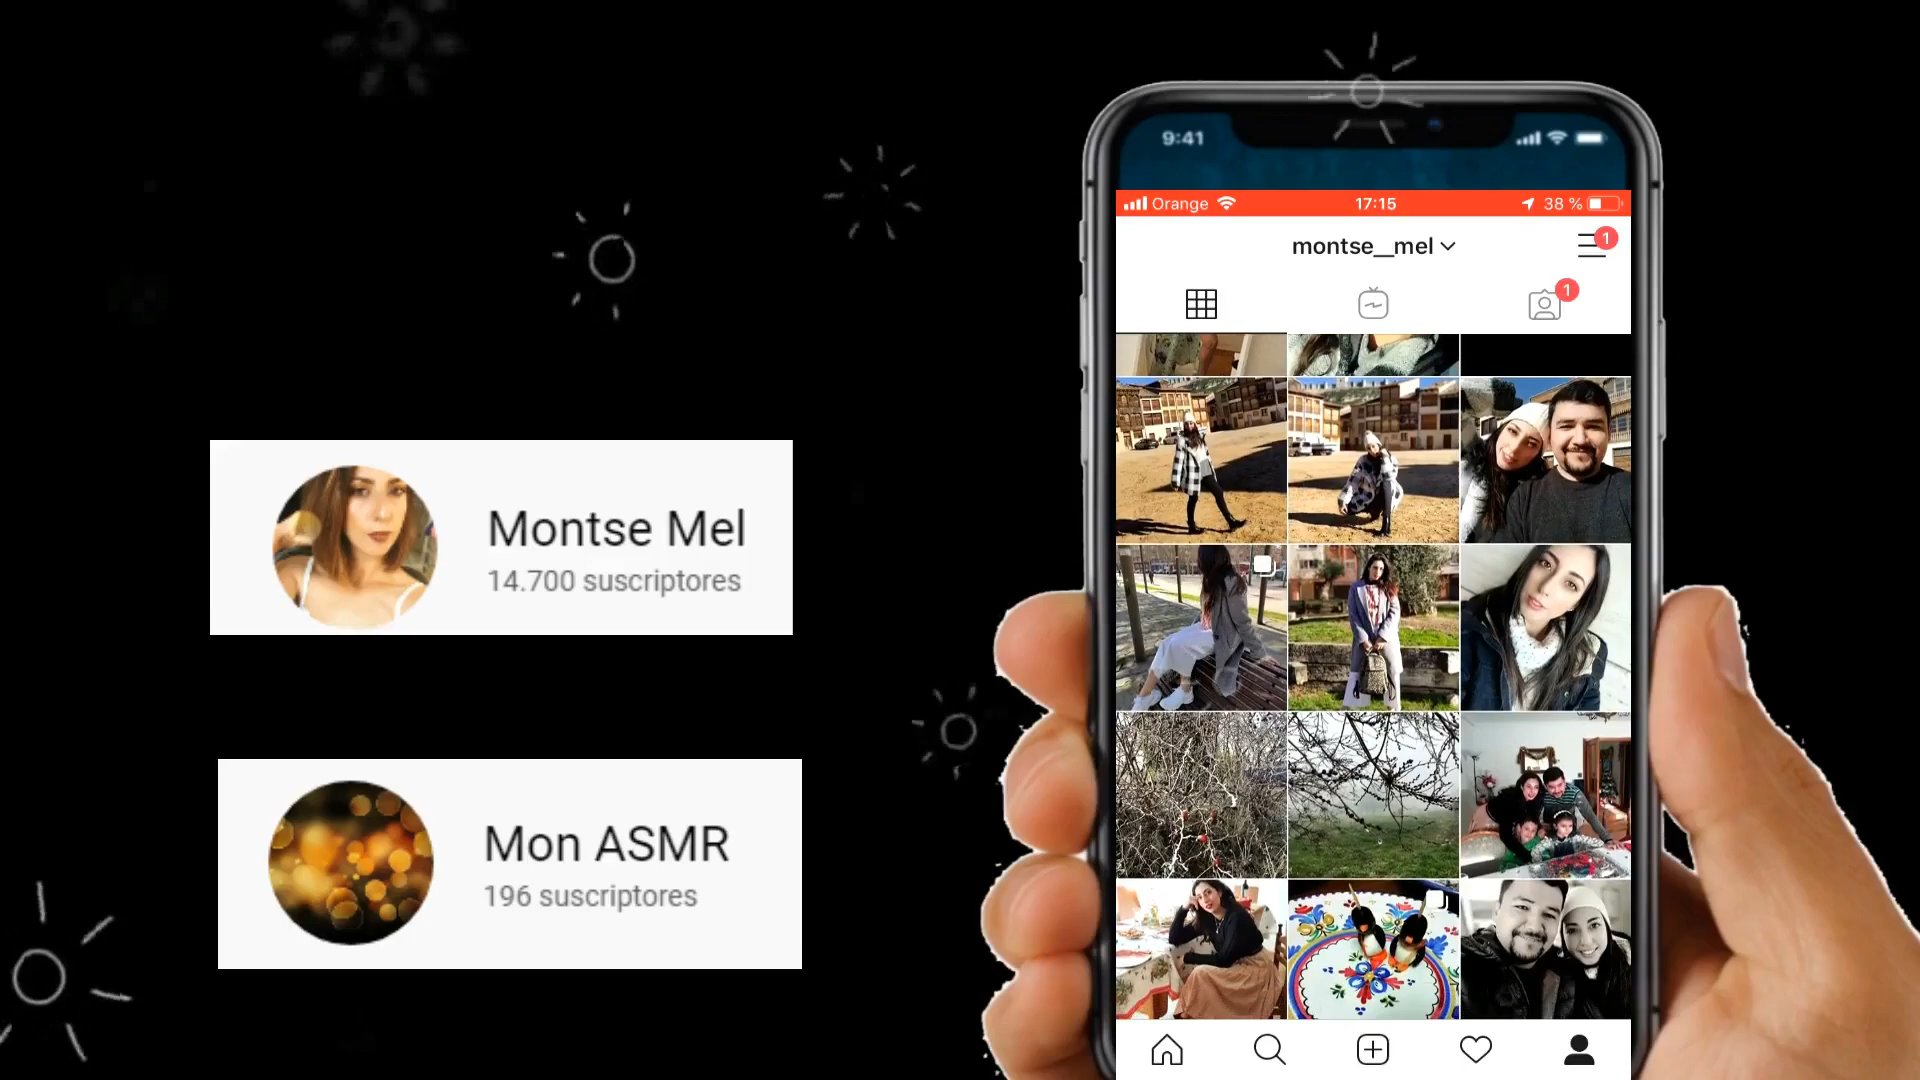 Montse Mel
14.700 suscriptores
Mon ASMR
196 suscriptores
9:41
Orange 17:15 38 %
montse__mel 1
1